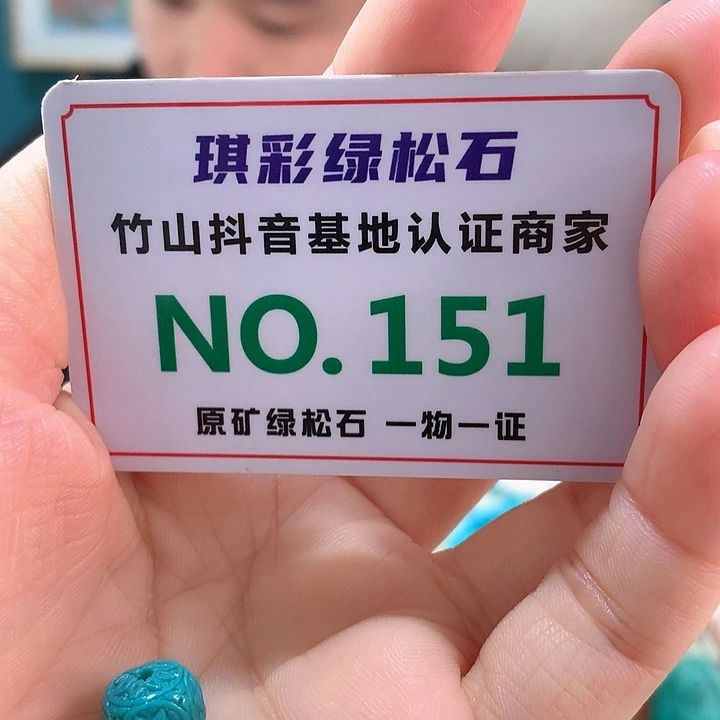 琪彩绿松石
竹山抖音基地认证商家
NO.151
原矿绿松石 一物一证